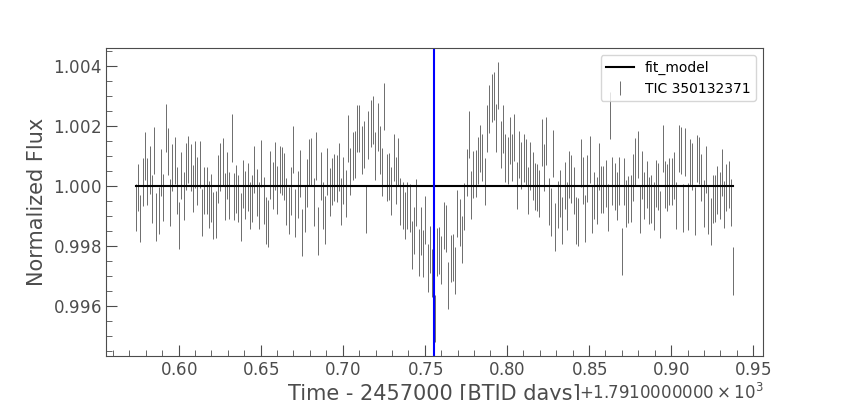 1.004
1.002
1.000
0.998
0.996
Normalized Flux
fit_model
TIC 350132371
0.60 0.65 0.70 0.75 0.80 0.85 0.90 0.95
Time - 2457000 [BTJD days]
+1.7910000000 × 10³